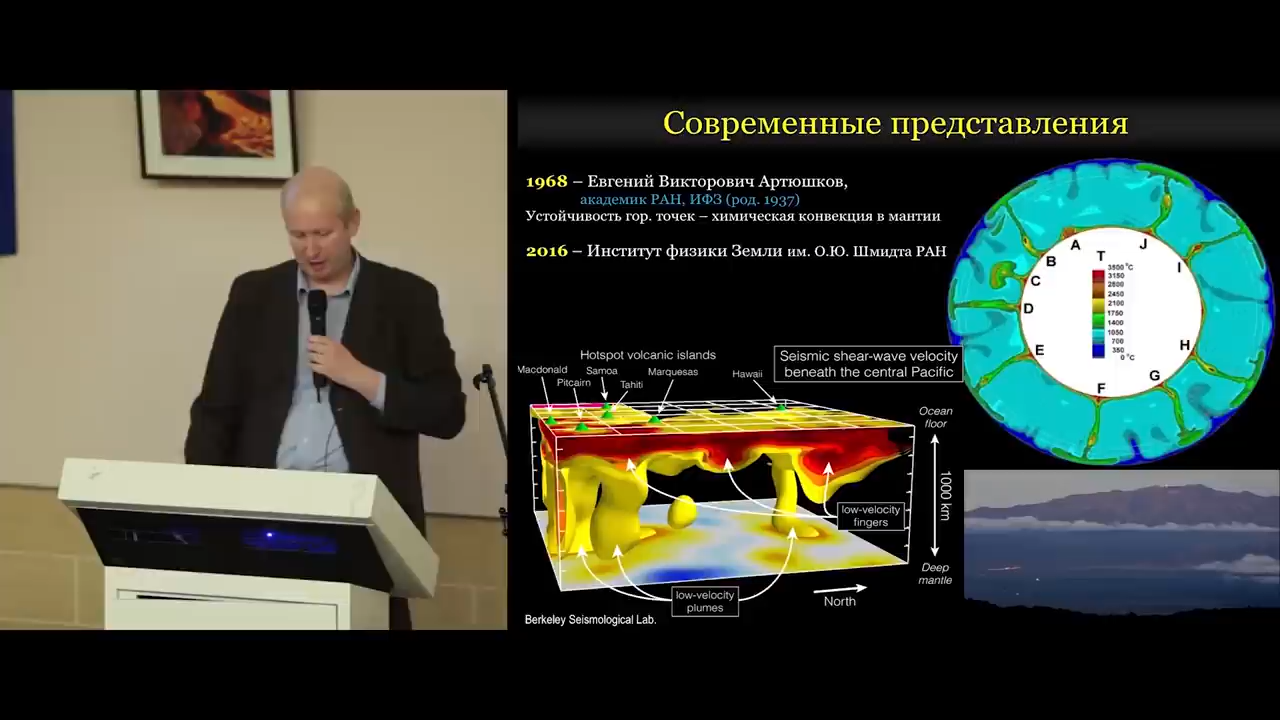 Современные представления
1968 – Евгений Викторович Артюшков,
академик РАН, ИФЗ (род. 1937)
Устойчивость гор. точек – химическая конвекция в мантии
2016 – Институт физики Земли им. О.Ю. Шмидта РАН
A
J
B
T
I
C
3500 °C
3150
2800
2450
2100
1750
1400
1050
700
350
0 °C
D
E
H
G
F
Hotspot volcanic islands
Seismic shear-wave velocity
beneath the central Pacific
Macdonald
Samoa
Marquesas
Hawaii
Pitcairn
Tahiti
Ocean
floor
1000 km
low-velocity
fingers
Deep
mantle
low-velocity
plumes
North
Berkeley Seismological Lab.